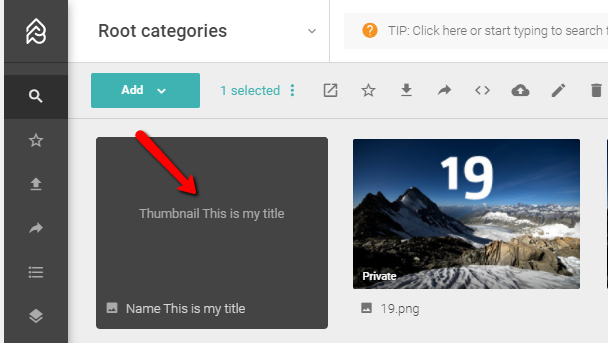 Root categories
TIP: Click here or start typing to search
Add
1 selected
Thumbnail This is my title
Name This is my title
19
Private
19.png